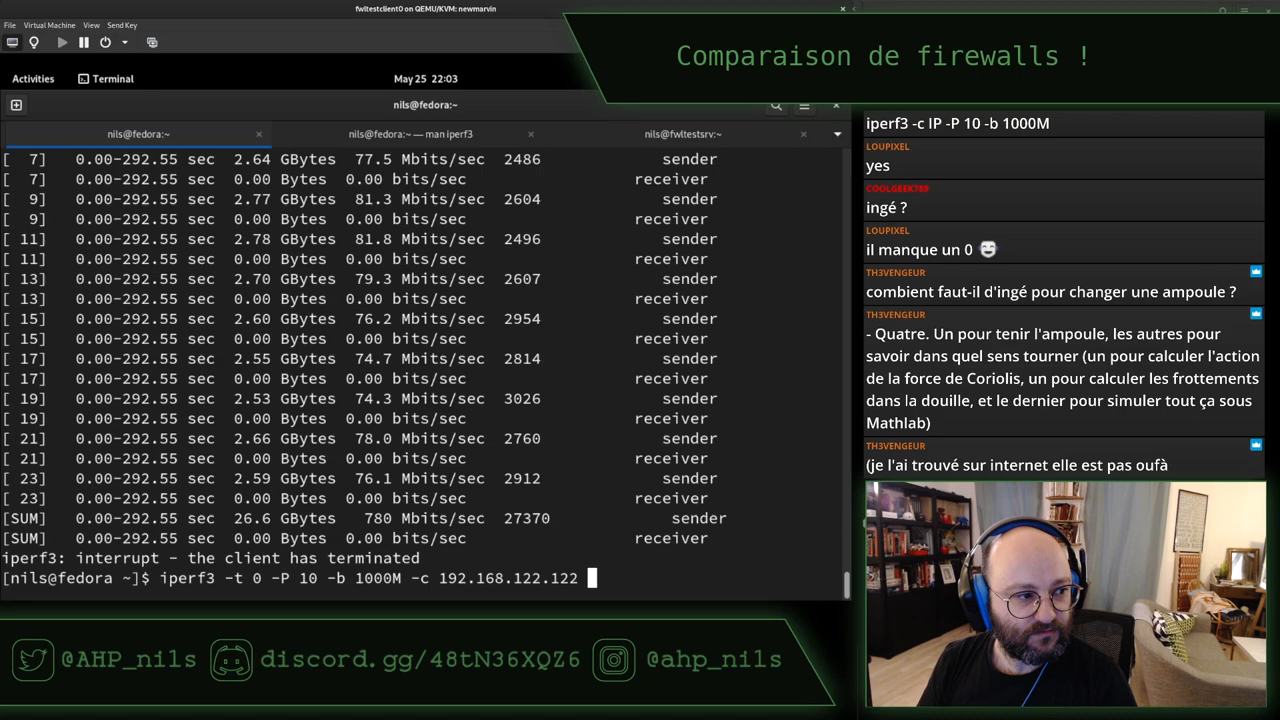 fwltestclient0 on QEMU/KVM: newmarvin
File Virtual Machine View Send Key
Comparaison de firewalls !
Activities Terminal May 25 22:03
nils@fedora:~
nils@fedora:~ nils@fedora:~ — man iperf3 nils@fwltestsrv:~
[ 7] 0.00-292.55 sec 2.64 GBytes 77.5 Mbits/sec 2486 sender
[ 7] 0.00-292.55 sec 0.00 Bytes 0.00 bits/sec receiver
[ 9] 0.00-292.55 sec 2.77 GBytes 81.3 Mbits/sec 2604 sender
[ 9] 0.00-292.55 sec 0.00 Bytes 0.00 bits/sec receiver
[ 11] 0.00-292.55 sec 2.78 GBytes 81.8 Mbits/sec 2496 sender
[ 11] 0.00-292.55 sec 0.00 Bytes 0.00 bits/sec receiver
[ 13] 0.00-292.55 sec 2.70 GBytes 79.3 Mbits/sec 2607 sender
[ 13] 0.00-292.55 sec 0.00 Bytes 0.00 bits/sec receiver
[ 15] 0.00-292.55 sec 2.60 GBytes 76.2 Mbits/sec 2954 sender
[ 15] 0.00-292.55 sec 0.00 Bytes 0.00 bits/sec receiver
[ 17] 0.00-292.55 sec 2.55 GBytes 74.7 Mbits/sec 2814 sender
[ 17] 0.00-292.55 sec 0.00 Bytes 0.00 bits/sec receiver
[ 19] 0.00-292.55 sec 2.53 GBytes 74.3 Mbits/sec 3026 sender
[ 19] 0.00-292.55 sec 0.00 Bytes 0.00 bits/sec receiver
[ 21] 0.00-292.55 sec 2.66 GBytes 78.0 Mbits/sec 2760 sender
[ 21] 0.00-292.55 sec 0.00 Bytes 0.00 bits/sec receiver
[ 23] 0.00-292.55 sec 2.59 GBytes 76.1 Mbits/sec 2912 sender
[ 23] 0.00-292.55 sec 0.00 Bytes 0.00 bits/sec receiver
[SUM] 0.00-292.55 sec 26.6 GBytes 780 Mbits/sec 27370 sender
[SUM] 0.00-292.55 sec 0.00 Bytes 0.00 bits/sec receiver
iperf3: interrupt - the client has terminated
[nils@fedora ~]$ iperf3 -t 0 -P 10 -b 1000M -c 192.168.122.122
iperf3 -c IP -P 10 -b 1000M
LOUPIXEL
yes
COOLGEEK789
ingé ?
LOUPIXEL
il manque un 0
TH3VENGEUR
combient faut-il d'ingé pour changer une ampoule ?
TH3VENGEUR
- Quatre. Un pour tenir l'ampoule, les autres pour
savoir dans quel sens tourner (un pour calculer l'action
de la force de Coriolis, un pour calculer les frottements
dans la douille, et le dernier pour simuler tout ça sous
Mathlab)
TH3VENGEUR
(je l'ai trouvé sur internet elle est pas oufà
@AHP_nils discord.gg/48tN36XQZ6 @ahp_nils